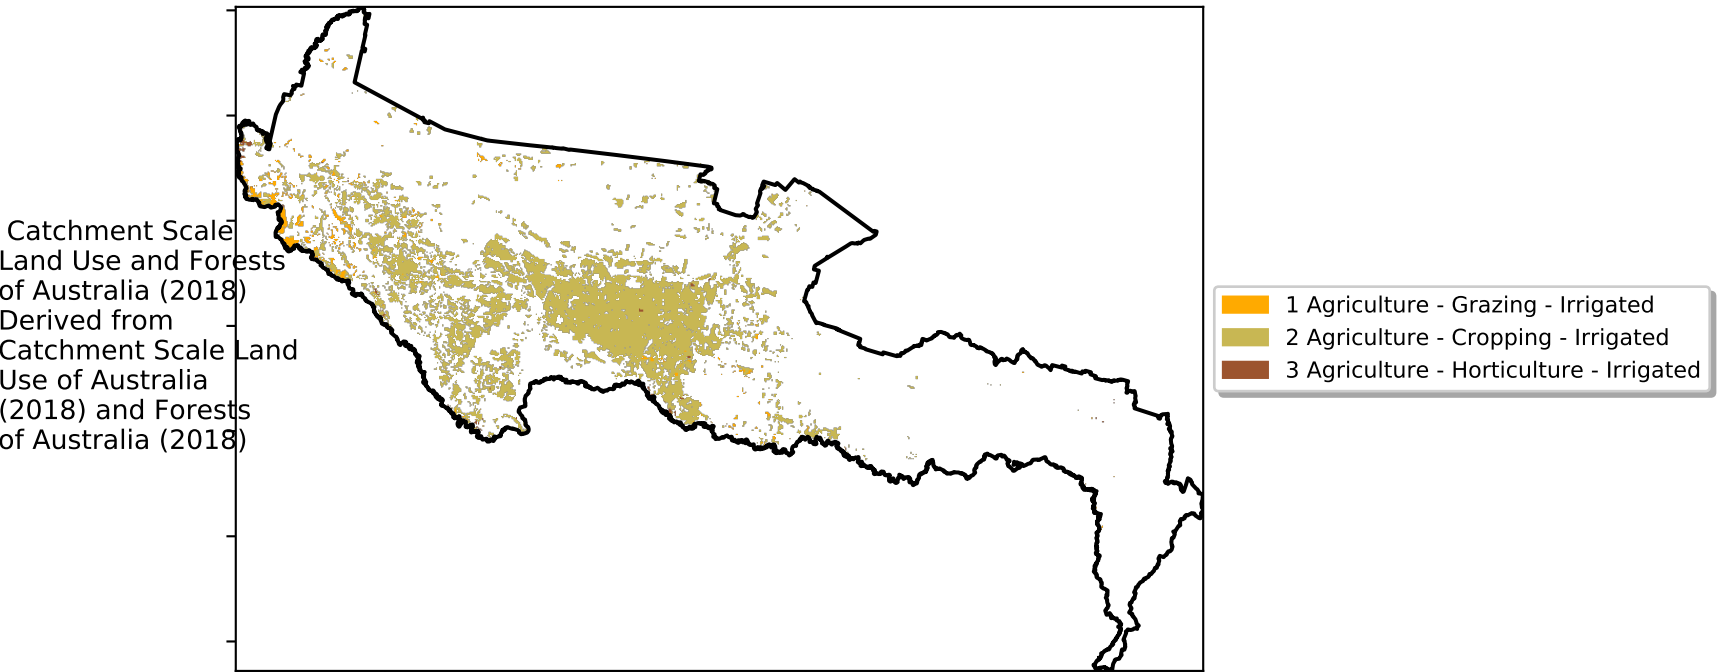 Catchment Scale
Land Use and Forests
of Australia (2018)
Derived from
Catchment Scale Land
Use of Australia
(2018) and Forests
of Australia (2018)
1 Agriculture - Grazing - Irrigated
2 Agriculture - Cropping - Irrigated
3 Agriculture - Horticulture - Irrigated